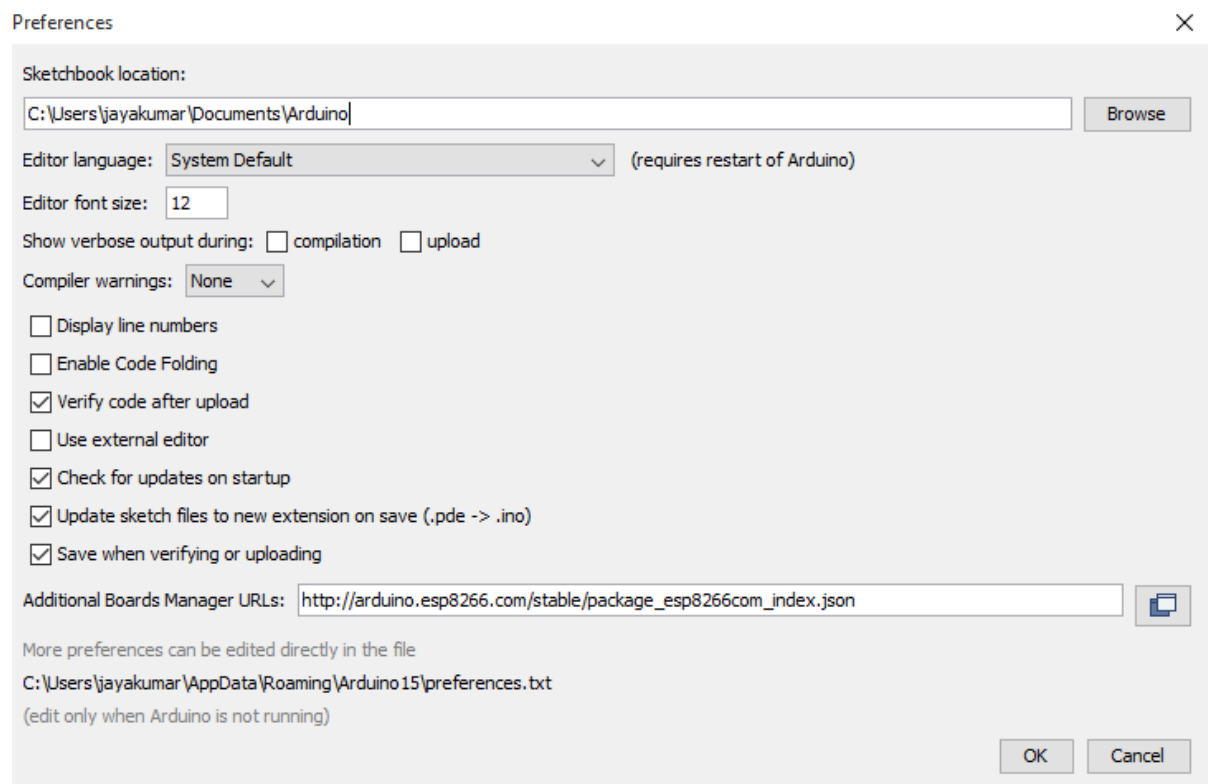 Preferences
Sketchbook location:
C:\Users\jayakumar\Documents\Arduino Browse
Editor language: System Default (requires restart of Arduino)
Editor font size: 12
Show verbose output during: compilation upload
Compiler warnings: None
Display line numbers
Enable Code Folding
Verify code after upload
Use external editor
Check for updates on startup
Update sketch files to new extension on save (.pde -> .ino)
Save when verifying or uploading
Additional Boards Manager URLs: http://arduino.esp8266.com/stable/package_esp8266com_index.json
More preferences can be edited directly in the file
C:\Users\jayakumar\AppData\Roaming\Arduino15\preferences.txt
(edit only when Arduino is not running)
OK Cancel